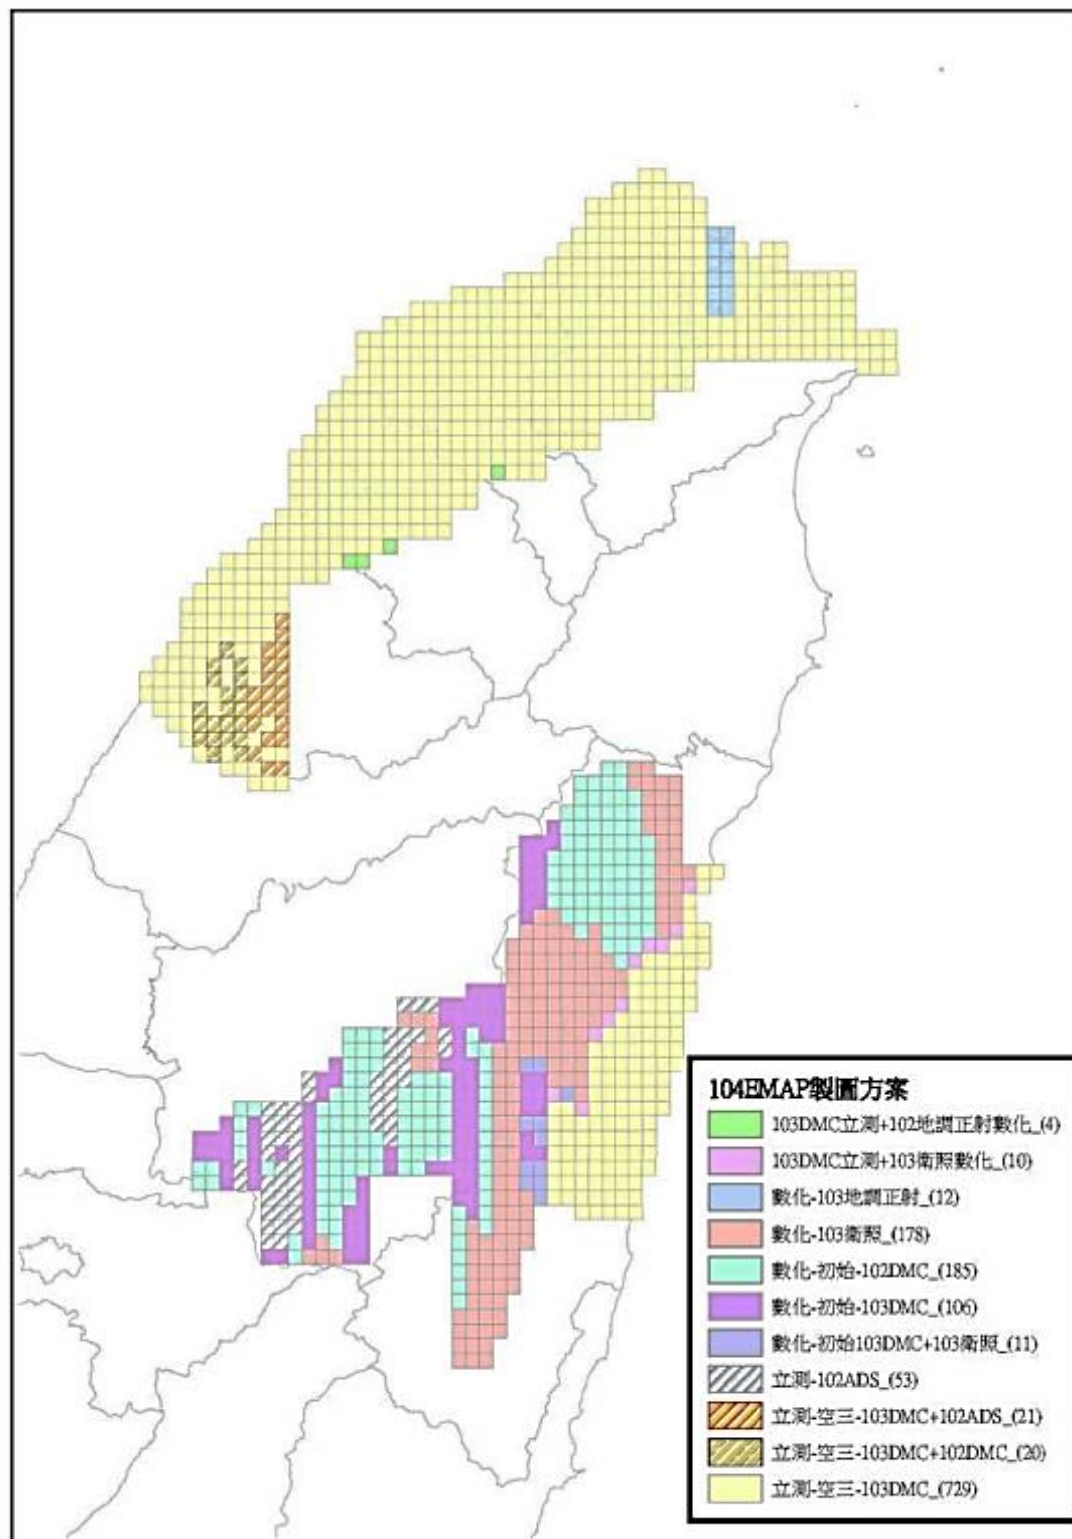 104EMAP製圖方案
103DMC立測+102地調正射數化_(4)
103DMC立測+103衛照數化_(10)
數化-103地調正射_(12)
數化-103衛照_(178)
數化-初始-102DMC_(185)
數化-初始-103DMC_(106)
數化-初始103DMC+103衛照_(11)
立測-102ADS_(53)
立測-空三-103DMC+102ADS_(21)
立測-空三-103DMC+102DMC_(20)
立測-空三-103DMC_(729)